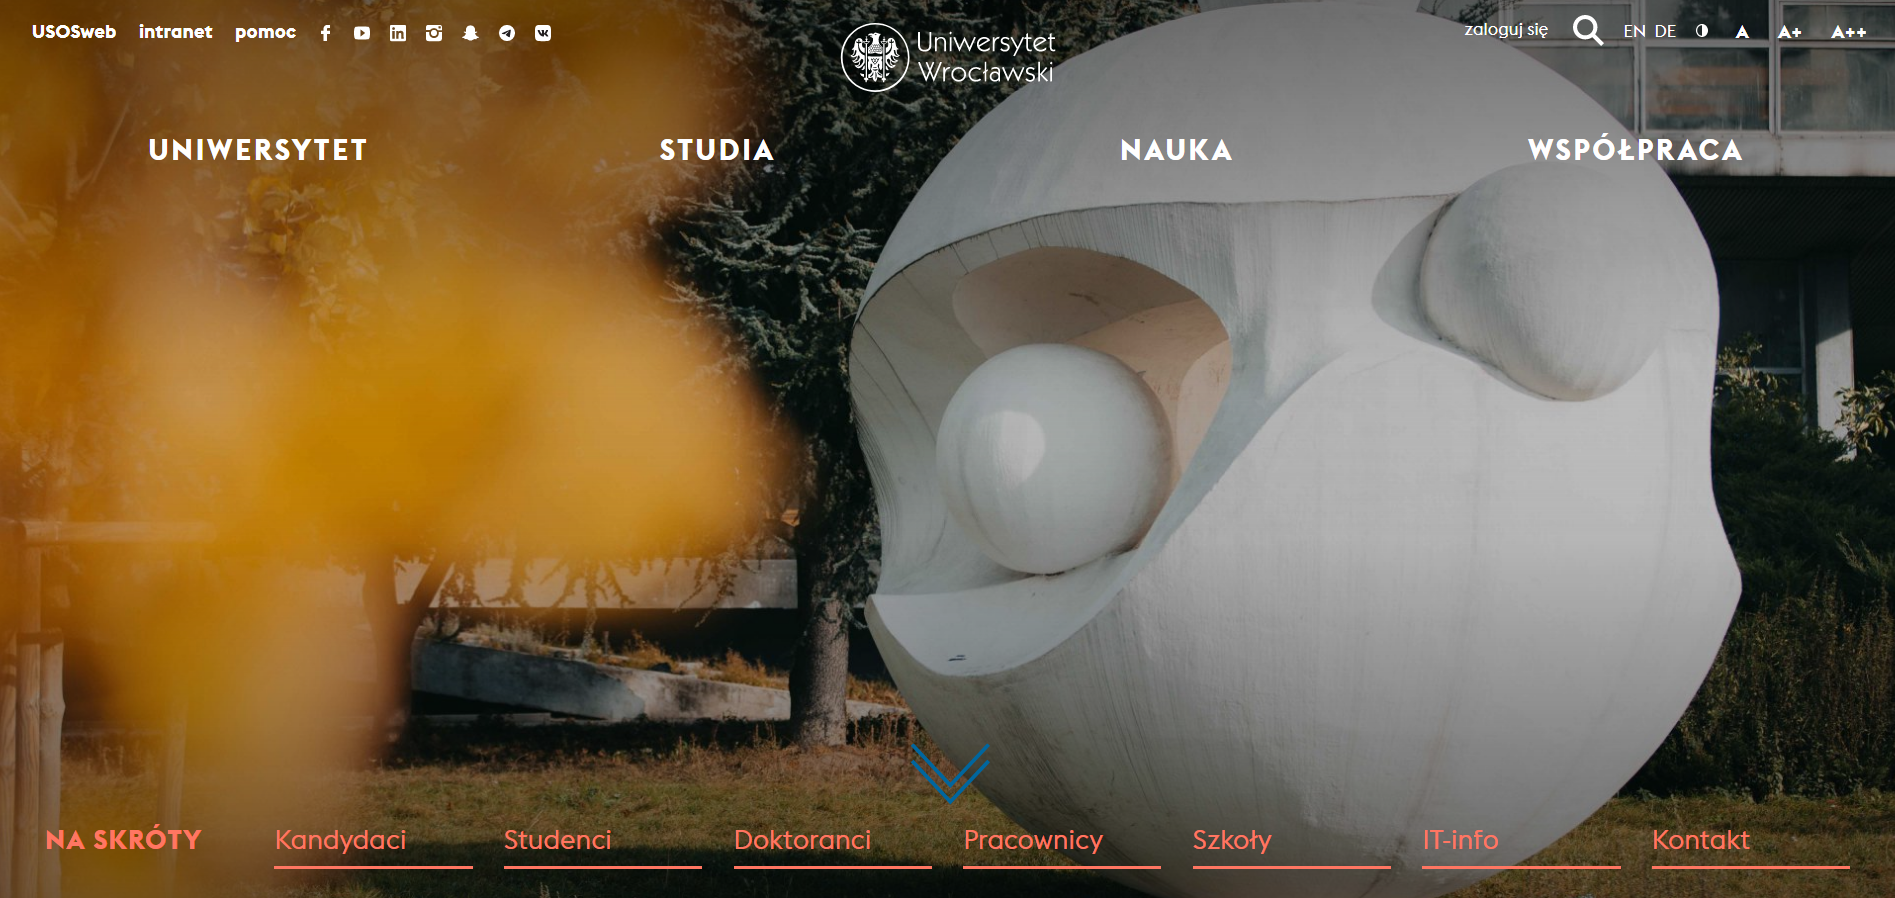 USOSweb intranet pomoc
Uniwersytet
Wrocławski
zaloguj się
EN DE A A+ A++
UNIWERSYTET STUDIA NAUKA WSPÓŁPRACA
NA SKRÓTY Kandydaci Studenci Doktoranci Pracownicy Szkoły IT-info Kontakt